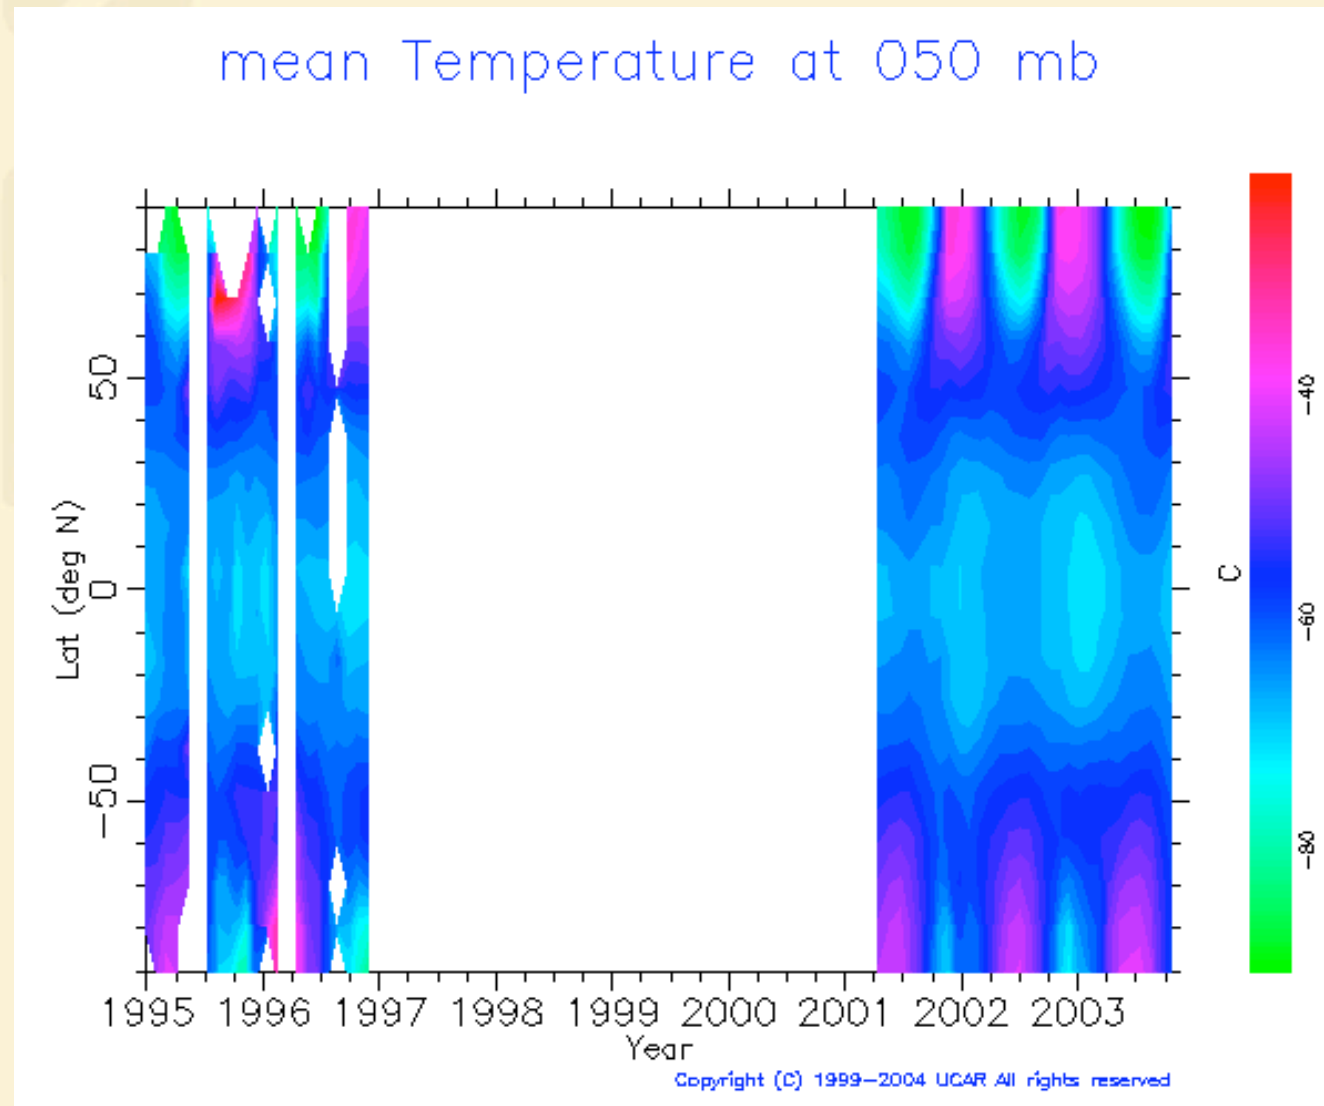 mean Temperature at 050 mb
50
0
-50
Lat (deg N)
1995 1996 1997 1998 1999 2000 2001 2002 2003
Year
-40
-60
-80
C
Copyright (C) 1999-2004 UCAR All rights reserved